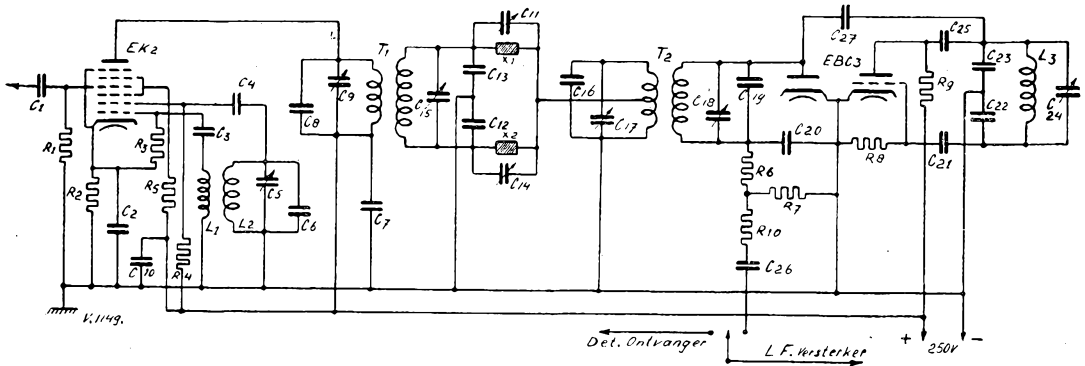 EK2
C1
R1
R2
R3
R5
C2
C10
R4
C3
L1
L2
C4
C5
C6
C8
C9
C7
T1
C15
C11
C13
X1
C12
X2
C14
C16
C17
T2
C18
C19
C20
R6
R7
R10
C26
C27
EBC3
R8
R9
C25
C23
C22
C21
L3
C24
V.1149.
+ 250V -
Det. Ontvanger
L F. Versterker